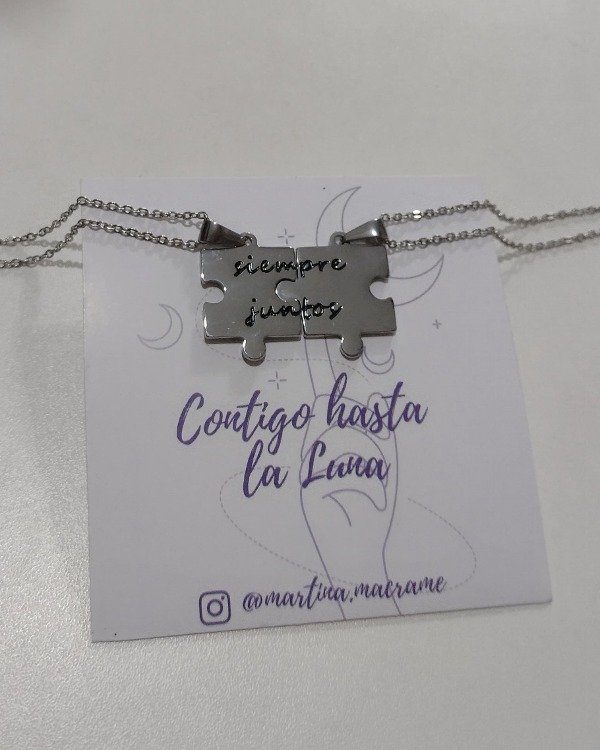 siempre
juntos
Contigo hasta
la Luna
@martina.macrame